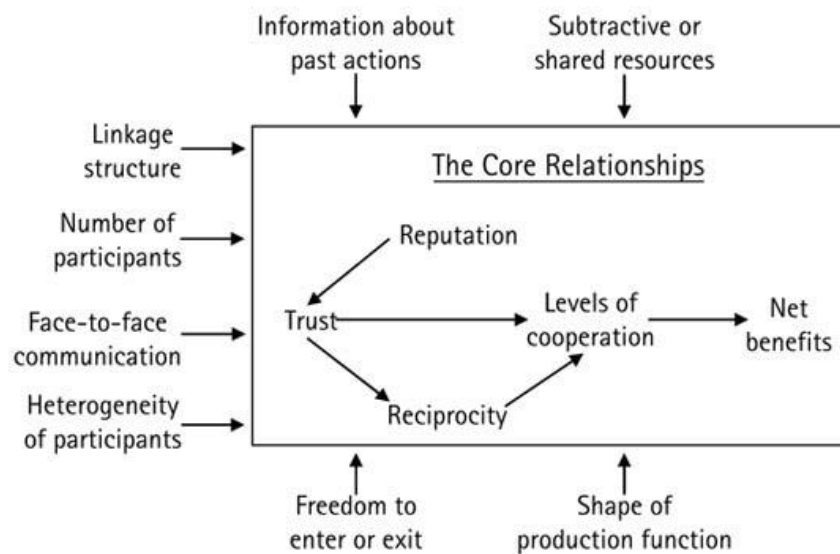 Information about
past actions
Subtractive or
shared resources
Linkage
structure
The Core Relationships
Number of
participants
Reputation
Face-to-face
communication
Trust
Levels of
cooperation
Net
benefits
Heterogeneity
of participants
Reciprocity
Freedom to
enter or exit
Shape of
production function